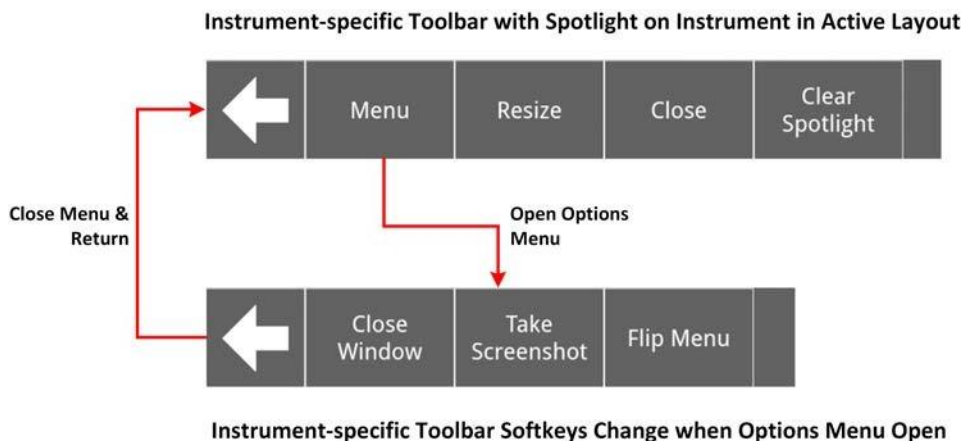 Instrument-specific Toolbar with Spotlight on Instrument in Active Layout
Menu
Resize
Close
Clear
Spotlight
Close Menu &
Return
Open Options
Menu
Close
Window
Take
Screenshot
Flip Menu
Instrument-specific Toolbar Softkeys Change when Options Menu Open